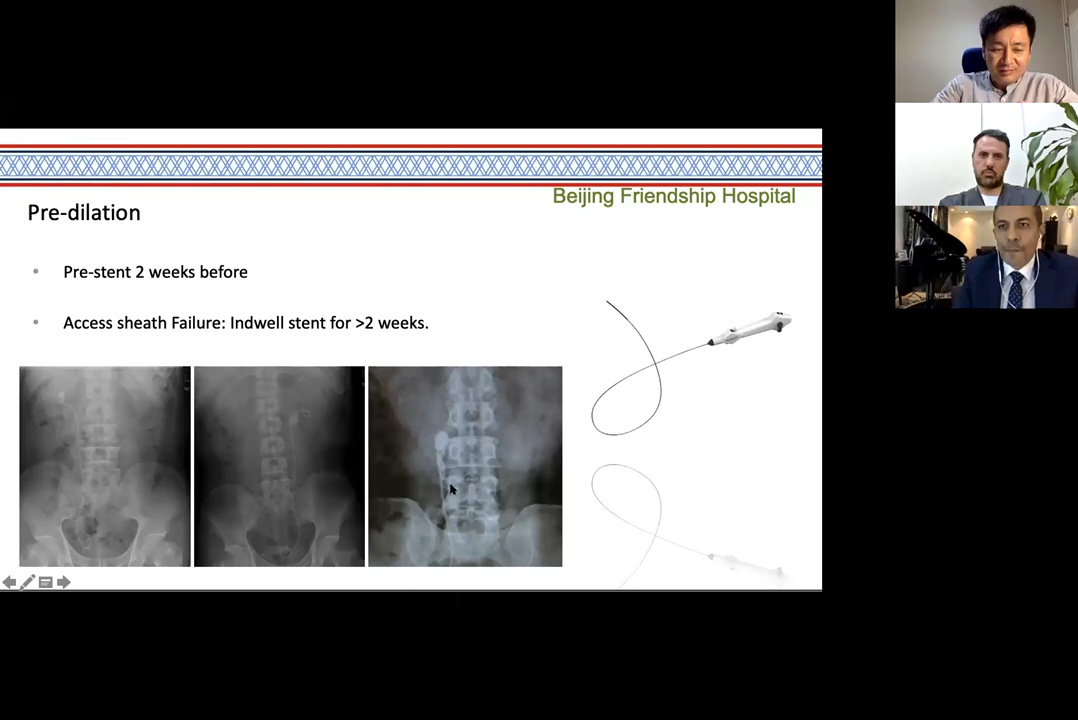 Beijing Friendship Hospital
Pre-dilation
• Pre-stent 2 weeks before
• Access sheath Failure: Indwell stent for >2 weeks.